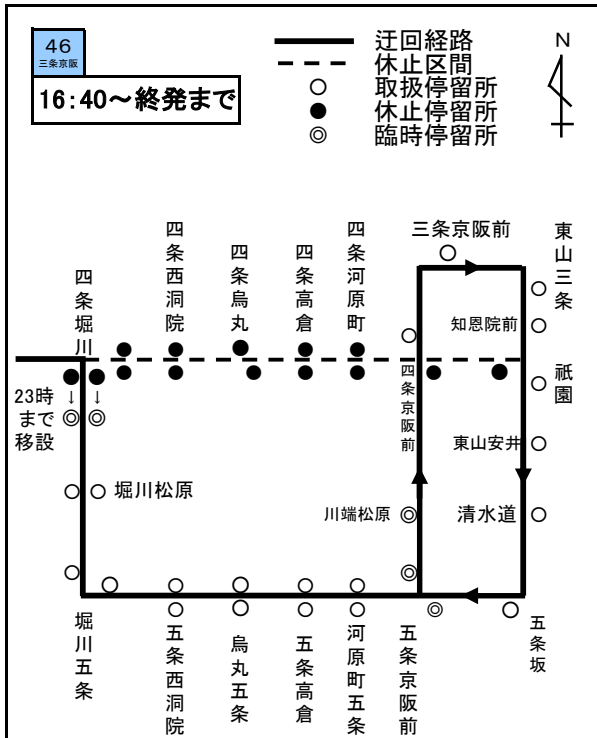 46
三条京阪
16:40～終発まで
迂回経路
休止区間
取扱停留所
休止停留所
臨時停留所
N
四条堀川
四条西洞院
四条烏丸
四条高倉
四条河原町
三条京阪前
東山三条
知恩院前
四条京阪前
祇園
23時
まで
移設
↓
↓
東山安井
堀川松原
川端松原
清水道
堀川五条
五条西洞院
烏丸五条
五条高倉
河原町五条
五条京阪前
五条坂